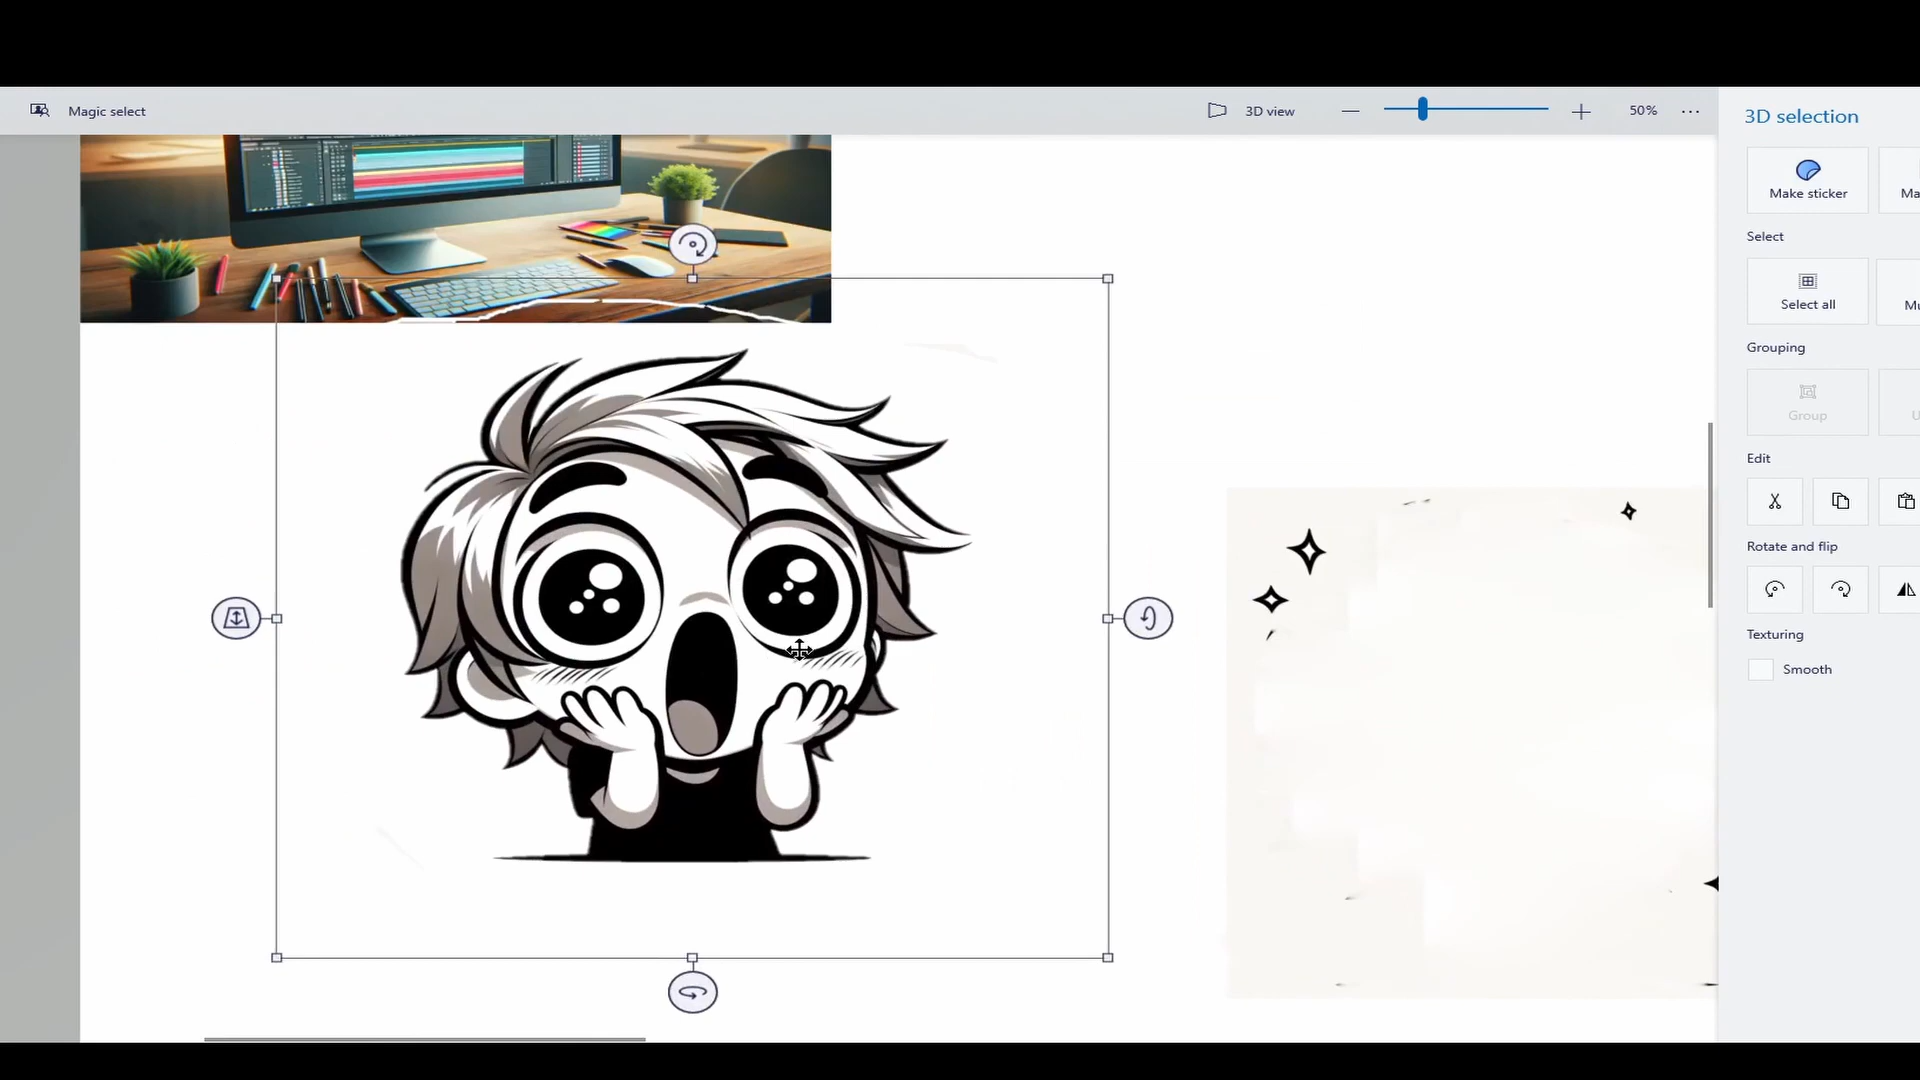 Magic select
3D view
50%
3D selection
Make sticker
Select
Select all
Grouping
Group
Edit
Rotate and flip
Texturing
Smooth